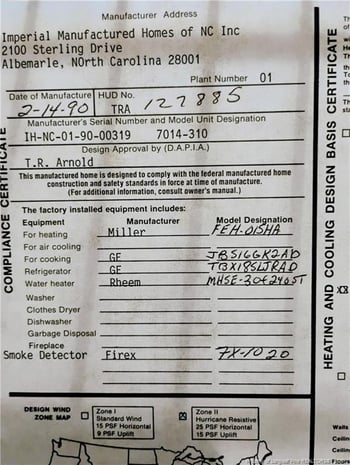 Manufacturer Address
Imperial Manufactured Homes of NC Inc
2100 Sterling Drive
Albemarle, NOrth Carolina 28001
Plant Number 01
Date of Manufacture HUD No.
2-14-90 TRA 127885
Manufacturer's Serial Number and Model Unit Designation
IH-NC-01-90-00319 7014-310
Design Approval by (D.A.P.I.A.)
T.R. Arnold
This manufactured home is designed to comply with the federal manufactured home
construction and safety standards in force at time of manufacture.
(For additional information, consult owner's manual.)
The factory installed equipment includes:
Equipment Manufacturer Model Designation
For heating Miller FEH-015HA
For air cooling
For cooking GE JBS16GK2AD
Refrigerator GE TBX18SLJRAD
Water heater Rheem
Washer
Clothes Dryer
Dishwasher
Garbage Disposal
Fireplace
Smoke Detector Firex 7X-10 20
DESIGN WIND
ZONE MAP
Zone I
Standard Wind
15 PSF Horizontal
9 PSF Uplift
X
Zone II
Hurricane Resistive
25 PSF Horizontal
15 PSF Uplift
COMPLIANCE CERTIFICATE
HEATING AND COOLING DESIGN BASIS CERTIFICATE
Walls